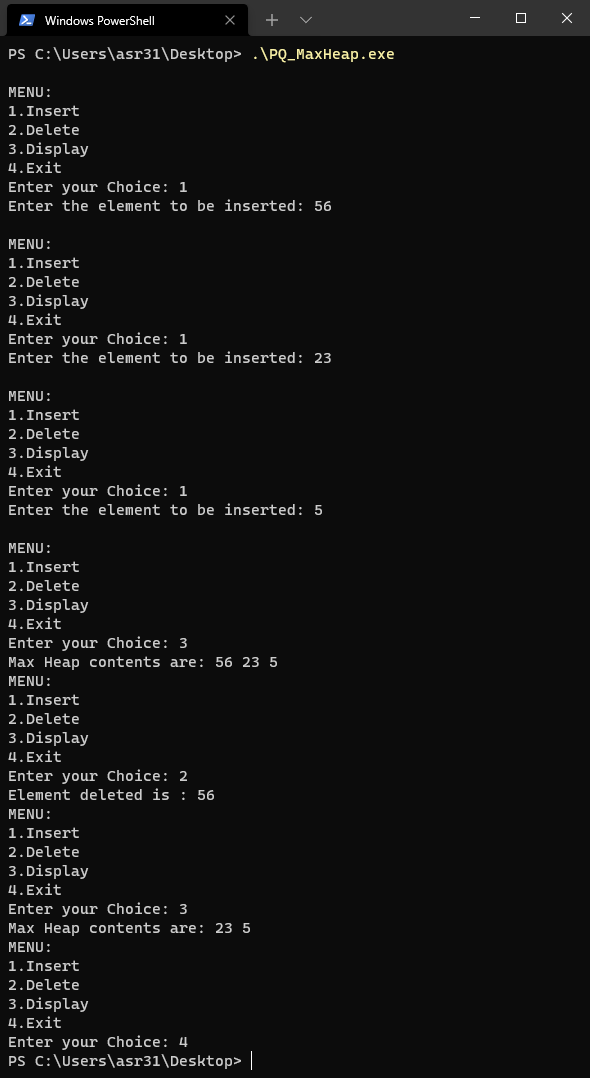 Windows PowerShell
PS C:\Users\asr31\Desktop> .\PQ_MaxHeap.exe
MENU:
1.Insert
2.Delete
3.Display
4.Exit
Enter your Choice: 1
Enter the element to be inserted: 56
MENU:
1.Insert
2.Delete
3.Display
4.Exit
Enter your Choice: 1
Enter the element to be inserted: 23
MENU:
1.Insert
2.Delete
3.Display
4.Exit
Enter your Choice: 1
Enter the element to be inserted: 5
MENU:
1.Insert
2.Delete
3.Display
4.Exit
Enter your Choice: 3
Max Heap contents are: 56 23 5
MENU:
1.Insert
2.Delete
3.Display
4.Exit
Enter your Choice: 2
Element deleted is : 56
MENU:
1.Insert
2.Delete
3.Display
4.Exit
Enter your Choice: 3
Max Heap contents are: 23 5
MENU:
1.Insert
2.Delete
3.Display
4.Exit
Enter your Choice: 4
PS C:\Users\asr31\Desktop>